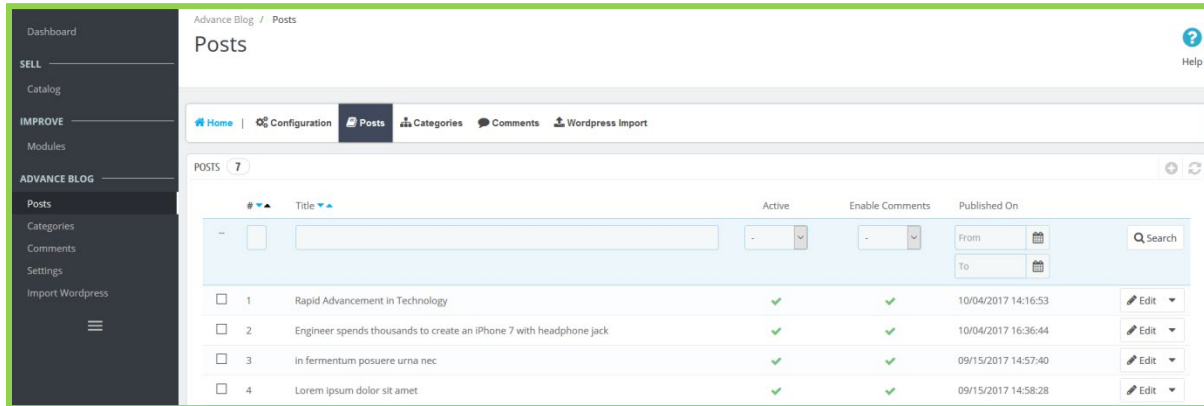 Dashboard
SELL
Catalog
IMPROVE
Modules
ADVANCE BLOG
Posts
Categories
Comments
Settings
Import Wordpress
Advance Blog / Posts
Posts
Help
Home | Configuration Posts Categories Comments Wordpress Import
POSTS 7
# Title Active Enable Comments Published On
-- - - From Search
To
1 Rapid Advancement in Technology 10/04/2017 14:16:53 Edit
2 Engineer spends thousands to create an iPhone 7 with headphone jack 10/04/2017 16:36:44 Edit
3 in fermentum posuere urna nec 09/15/2017 14:57:40 Edit
4 Lorem ipsum dolor sit amet 09/15/2017 14:58:28 Edit